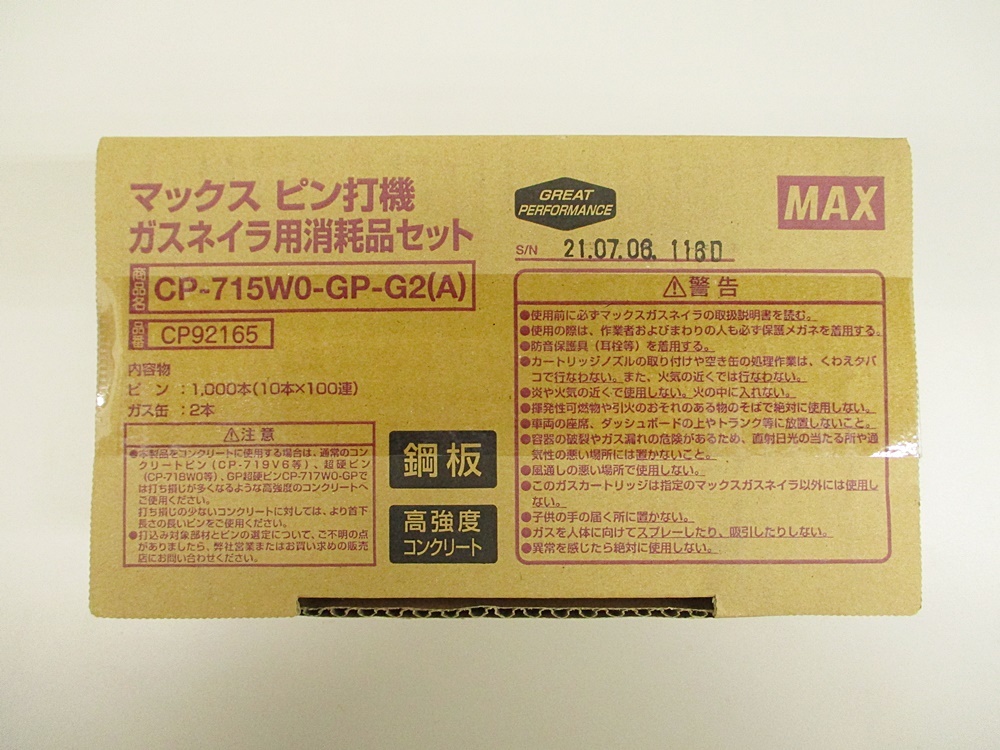 マックス ピン打機
ガスネイラ用消耗品セット
商品名 CP-715W0-GP-G2(A)
品番 CP92165
内容物
ピン：1,000本(10本×100連)
ガス缶：2本
⚠注意
●本製品をコンクリートに使用する場合は、通常のコン
クリートピン(CP-719V6等)、超硬ピン
(CP-718W0等)、GP超硬ピンCP-717W0-GPで
は打ち損じが多くなるような高強度のコンクリートへ
ご使用ください。
打ち損じの少ないコンクリートに対しては、より首下
長さの長いピンをご使用ください。
●打込み対象部材とピンの選定について、ご不明の点
がありましたら、弊社営業またはお買い求めの販売
店にお問い合わせください。
鋼板
高強度
コンクリート
GREAT
PERFORMANCE
MAX
S/N 21.07.06. 116D
⚠警告
●使用前に必ずマックスガスネイラの取扱説明書を読む。
●使用の際は、作業者およびまわりの人も必ず保護メガネを着用する。
●防音保護具（耳栓等）を着用する。
●カートリッジノズルの取り付けや空き缶の処理作業は、くわえタバ
コで行なわない。また、火気の近くでは行なわない。
●炎や火気の近くで使用しない。火の中に入れない。
●揮発性可燃物や引火のおそれのある物のそばで絶対に使用しない。
●車両の座席、ダッシュボードの上やトランク等に放置しないこと。
●容器の破裂やガス漏れの危険があるため、直射日光の当たる所や通
気性の悪い場所には置かないこと。
●風通しの悪い場所で使用しない。
●このガスカートリッジは指定のマックスガスネイラ以外には使用し
ない。
●子供の手の届く所に置かない。
●ガスを人体に向けてスプレーしたり、吸引したりしない。
●異常を感じたら絶対に使用しない。